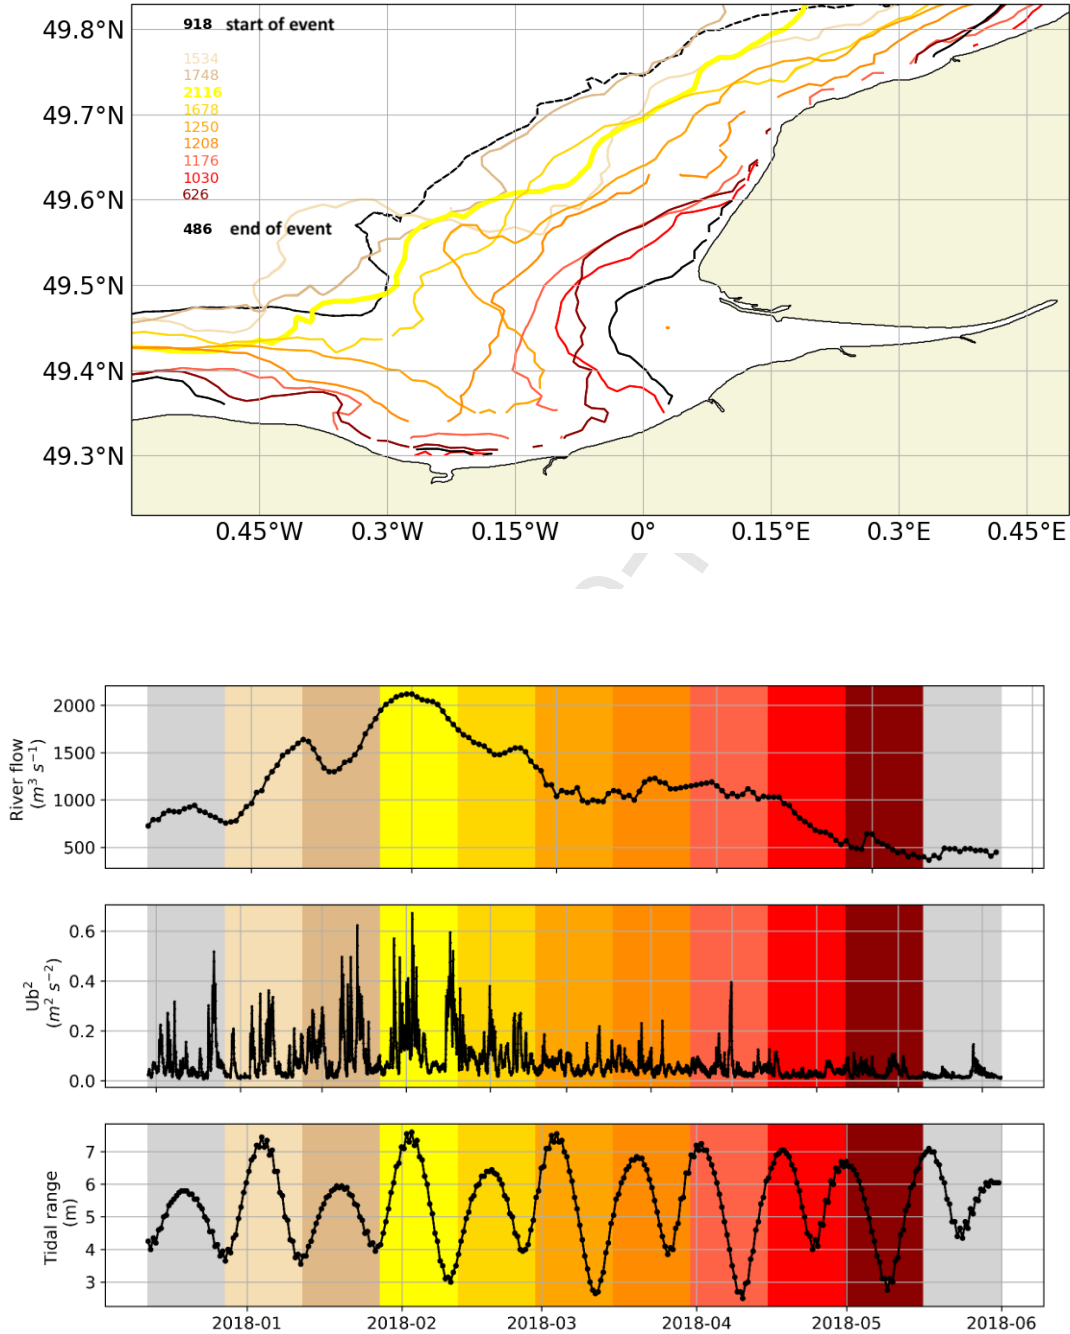 49.8°N
918 start of event
1534
1748
2116
49.7°N
1678
1250
1208
1176
1030
49.6°N
626
486 end of event
49.5°N
49.4°N
49.3°N
0.45°W 0.3°W 0.15°W 0° 0.15°E 0.3°E 0.45°E
River flow
(m³ s⁻¹)
2000
1500
1000
500
Ub²
(m² s⁻²)
0.6
0.4
0.2
0.0
Tidal range
(m)
7
6
5
4
3
2018-01 2018-02 2018-03 2018-04 2018-05 2018-06